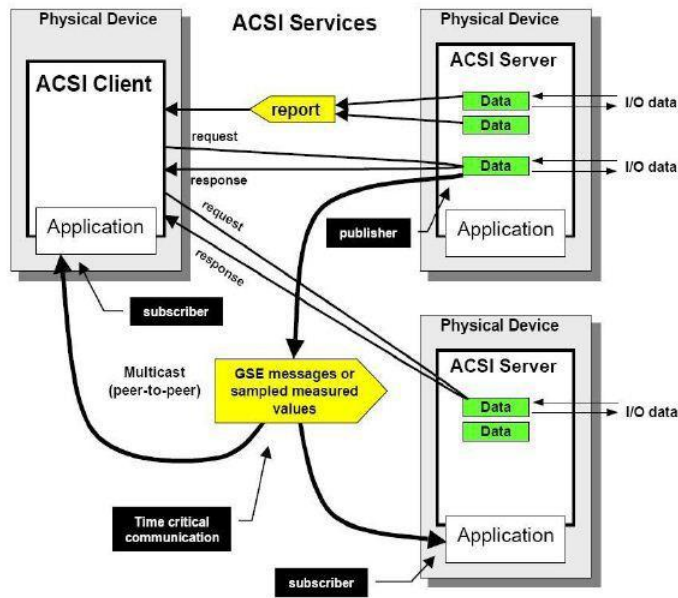 Physical Device
ACSI Services
Physical Device
ACSI Client
ACSI Server
report
Data
I/O data
Data
request
Data
I/O data
response
Application
request
publisher
Application
response
subscriber
Physical Device
Multicast
(peer-to-peer)
GSE messages or
sampled measured
values
ACSI Server
Data
I/O data
Data
Time critical
communication
Application
subscriber